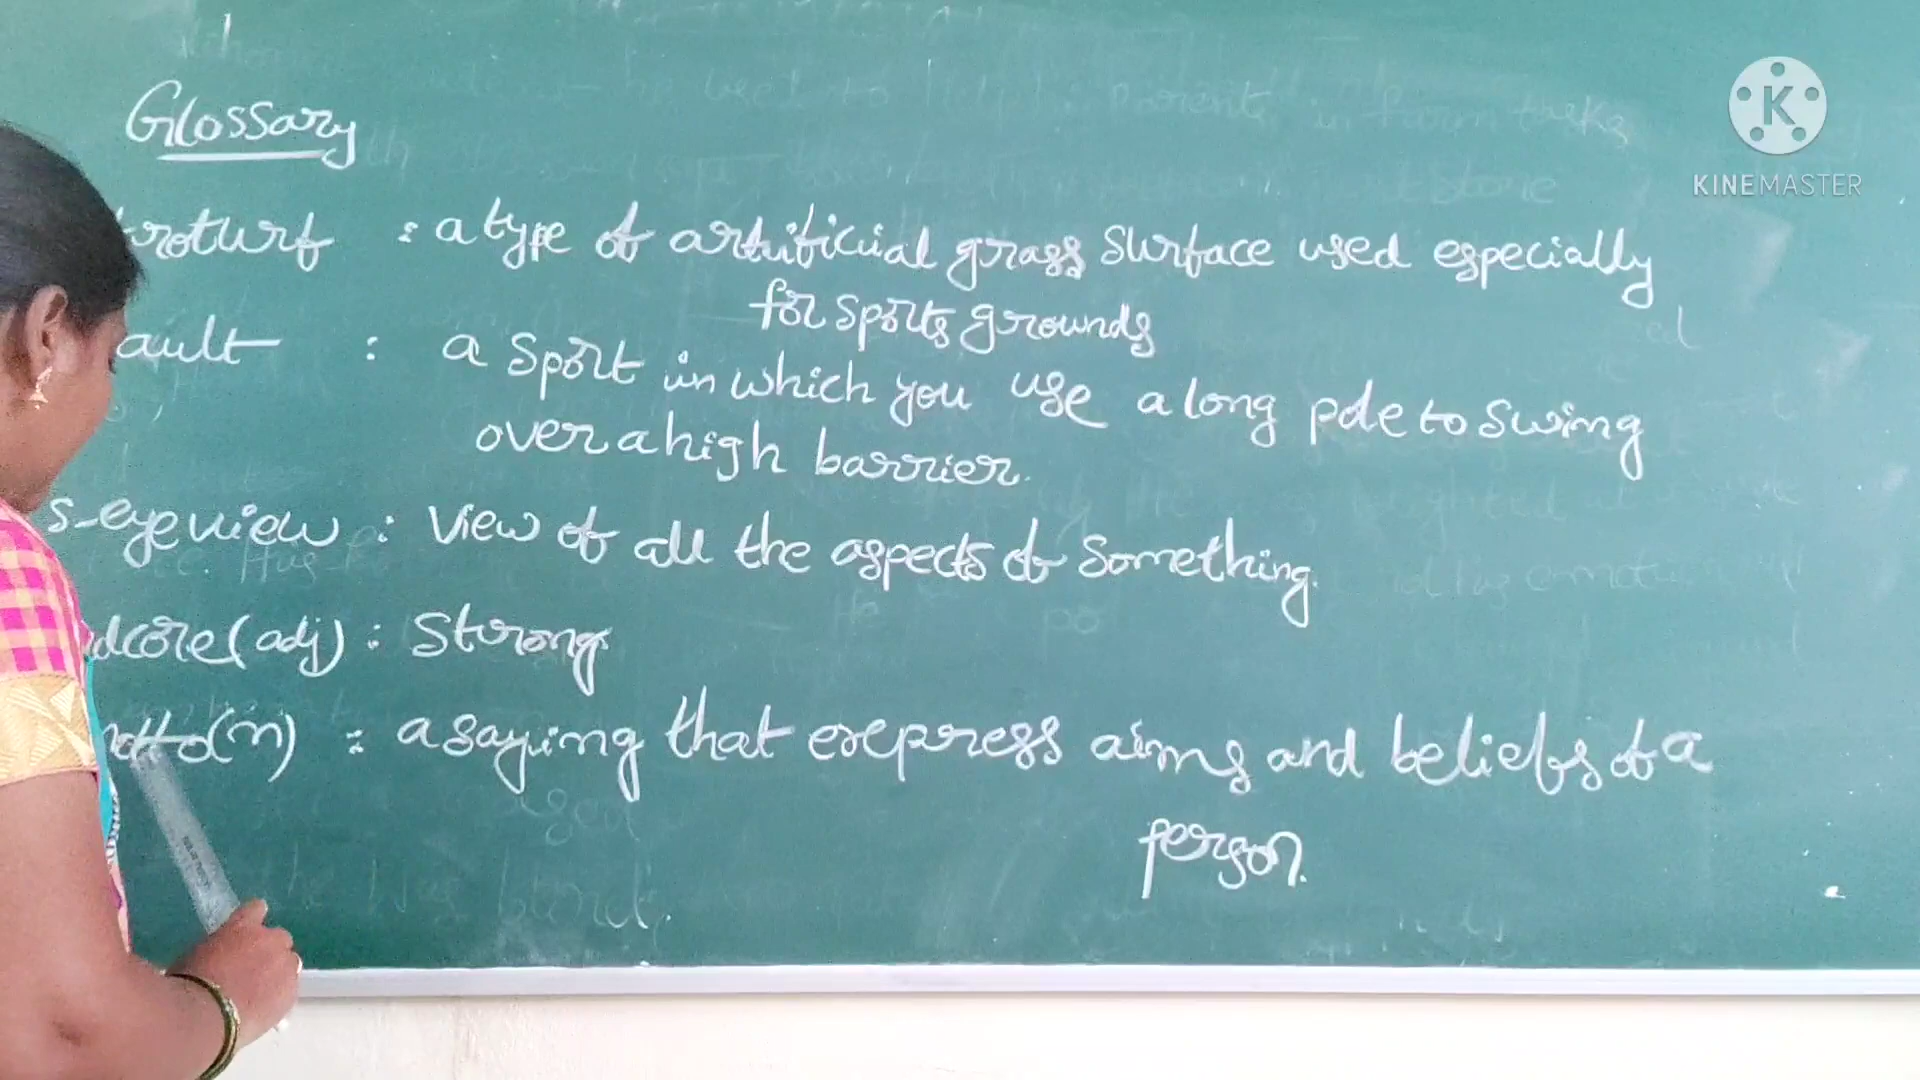 Glossary
KINEMASTER
roturf : a type of artificial grass surface used especially
for sports grounds
ault : a sport in which you use a long pole to swing
over a high barrier.
s-eye view : view of all the aspects of something.
dcore (adj) : strong
motto (n) : a saying that express aims and beliefs of a
person.